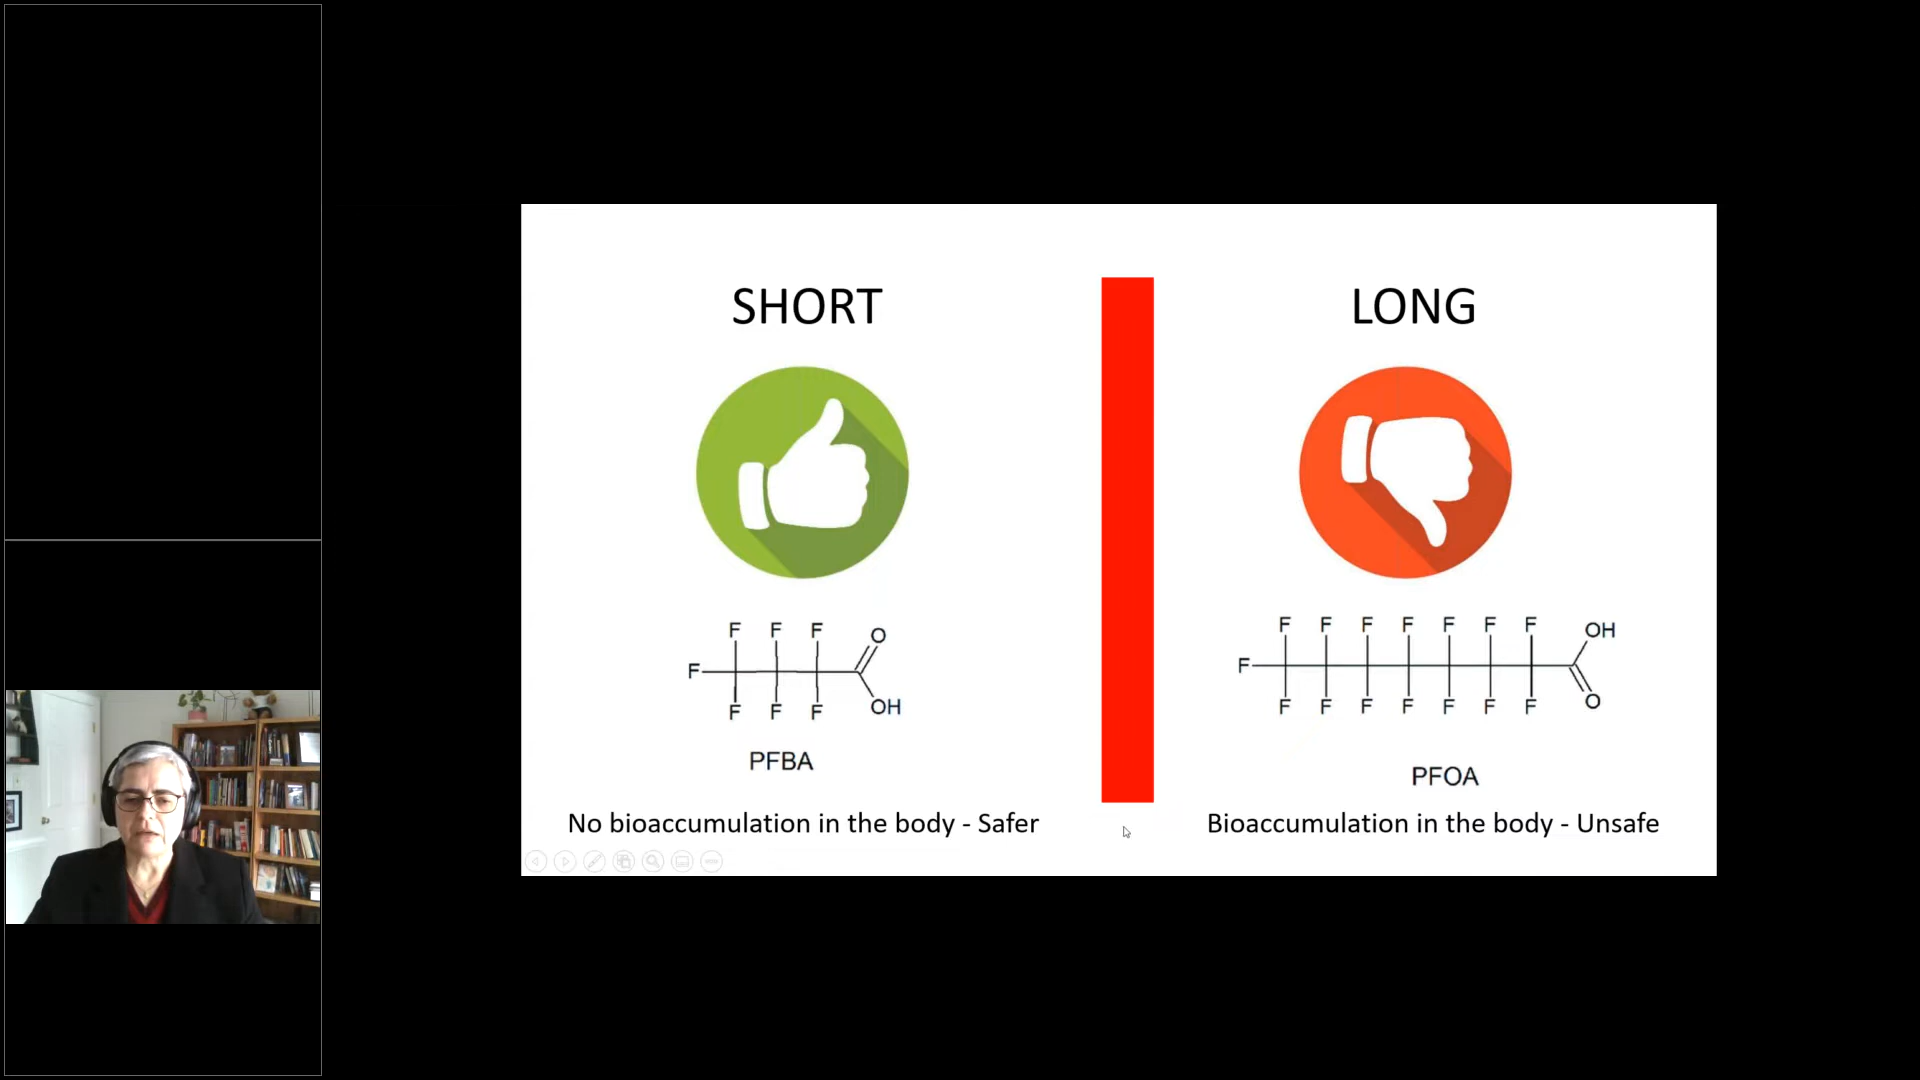 SHORT
LONG
F F F O
F
F F F OH
PFBA
F F F F F F F OH
F
F F F F F F F O
PFOA
No bioaccumulation in the body - Safer
Bioaccumulation in the body - Unsafe